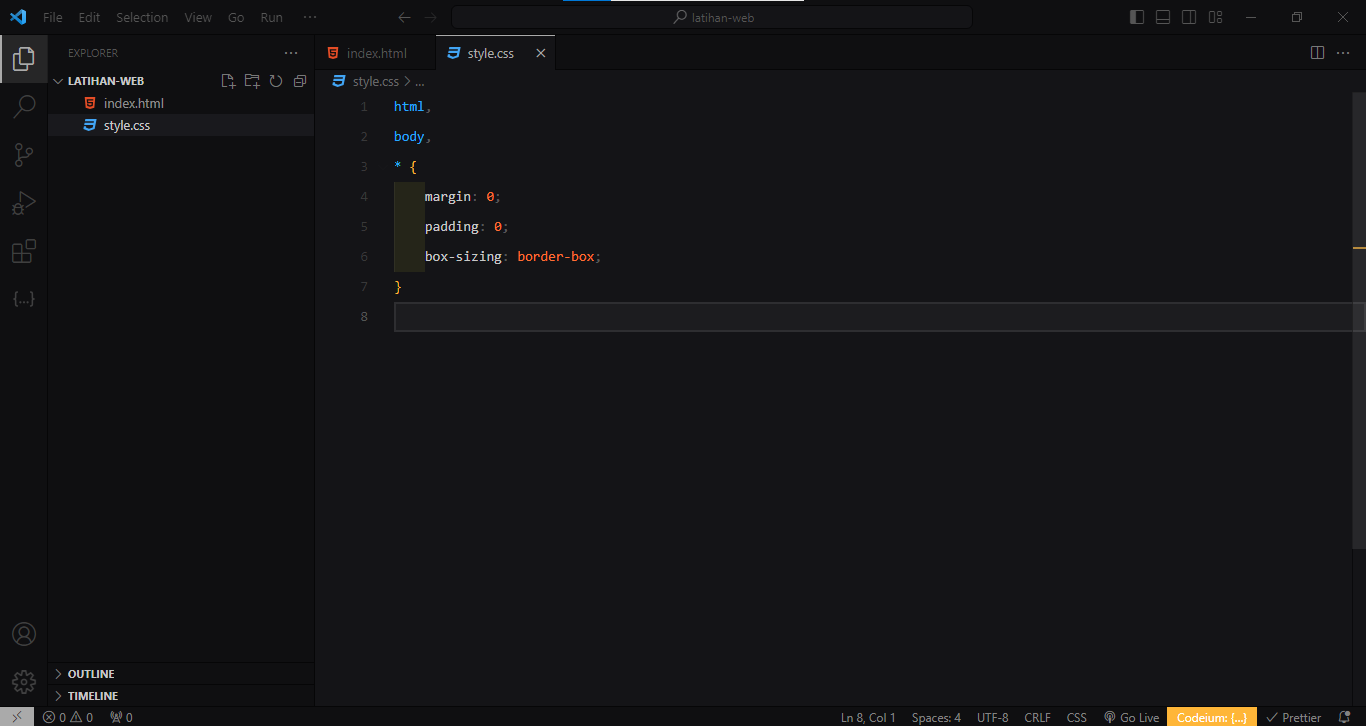 File Edit Selection View Go Run ··· latihan-web
EXPLORER ···
LATIHAN-WEB
index.html
style.css
OUTLINE
TIMELINE
index.html style.css
style.css > ...
1 html,
2 body,
3 * {
4 margin: 0;
5 padding: 0;
6 box-sizing: border-box;
7 }
8
0 0 0 Ln 8, Col 1 Spaces: 4 UTF-8 CRLF CSS Go Live Codeium: {...} Prettier